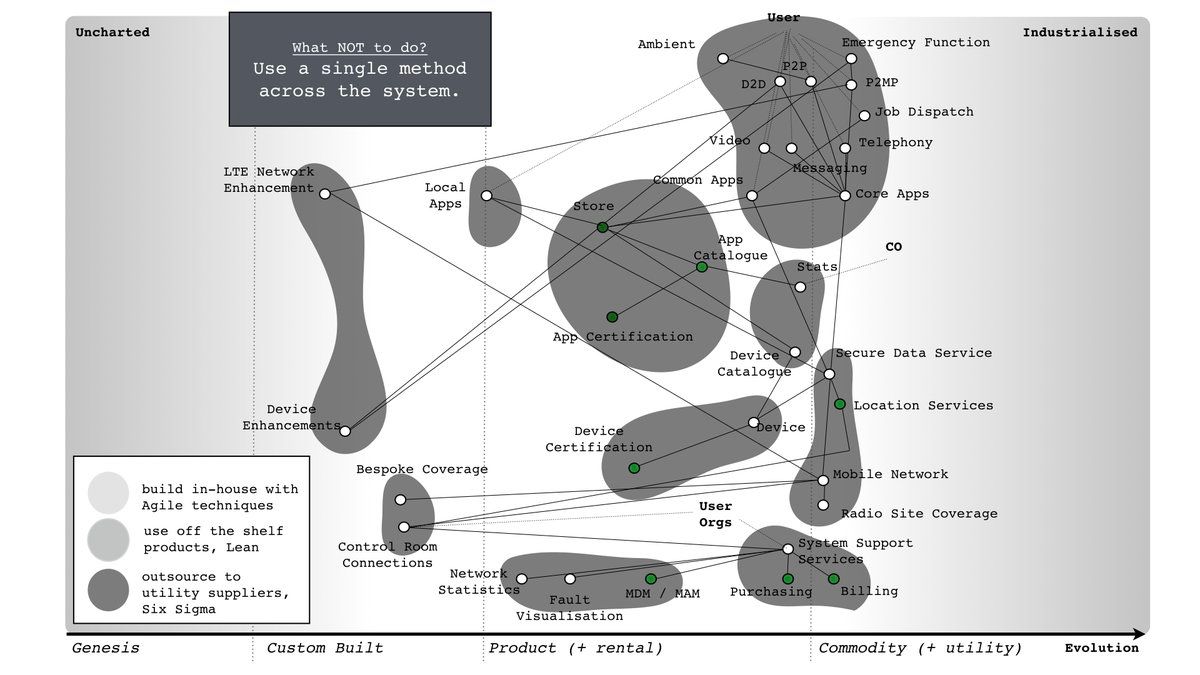 User
Uncharted
Industrialised
What NOT to do?
Use a single method
across the system.
Ambient
Emergency Function
P2P
D2D
P2MP
Job Dispatch
Video
Telephony
Messaging
LTE Network
Enhancement
Local
Apps
Common Apps
Core Apps
Store
App
Catalogue
CO
Stats
App Certification
Device
Catalogue
Secure Data Service
Location Services
Device
Enhancements
Device
Certification
Device
Bespoke Coverage
Mobile Network
User
Orgs
Radio Site Coverage
Control Room
Connections
System Support
Services
Network
Statistics
Fault
Visualisation
MDM / MAM
Purchasing
Billing
build in-house with
Agile techniques
use off the shelf
products, Lean
outsource to
utility suppliers,
Six Sigma
Genesis
Custom Built
Product (+ rental)
Commodity (+ utility)
Evolution